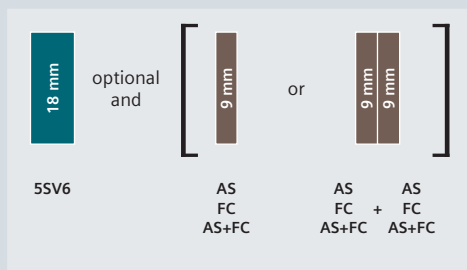 18 mm
optional
and
9 mm
or
9 mm
9 mm
5SV6
AS
FC
AS+FC
AS AS
FC + FC
AS+FC AS+FC